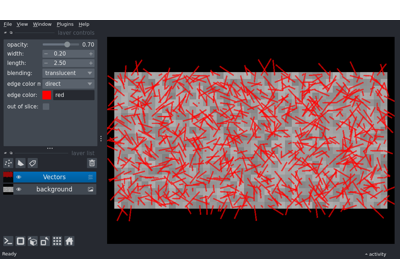 File View Window Plugins Help
layer controls
opacity: 0.70
width: 0.20
length: 2.50
blending: translucent
edge color m direct
edge color: red
out of slice:
layer list
Vectors
background
Ready
activity